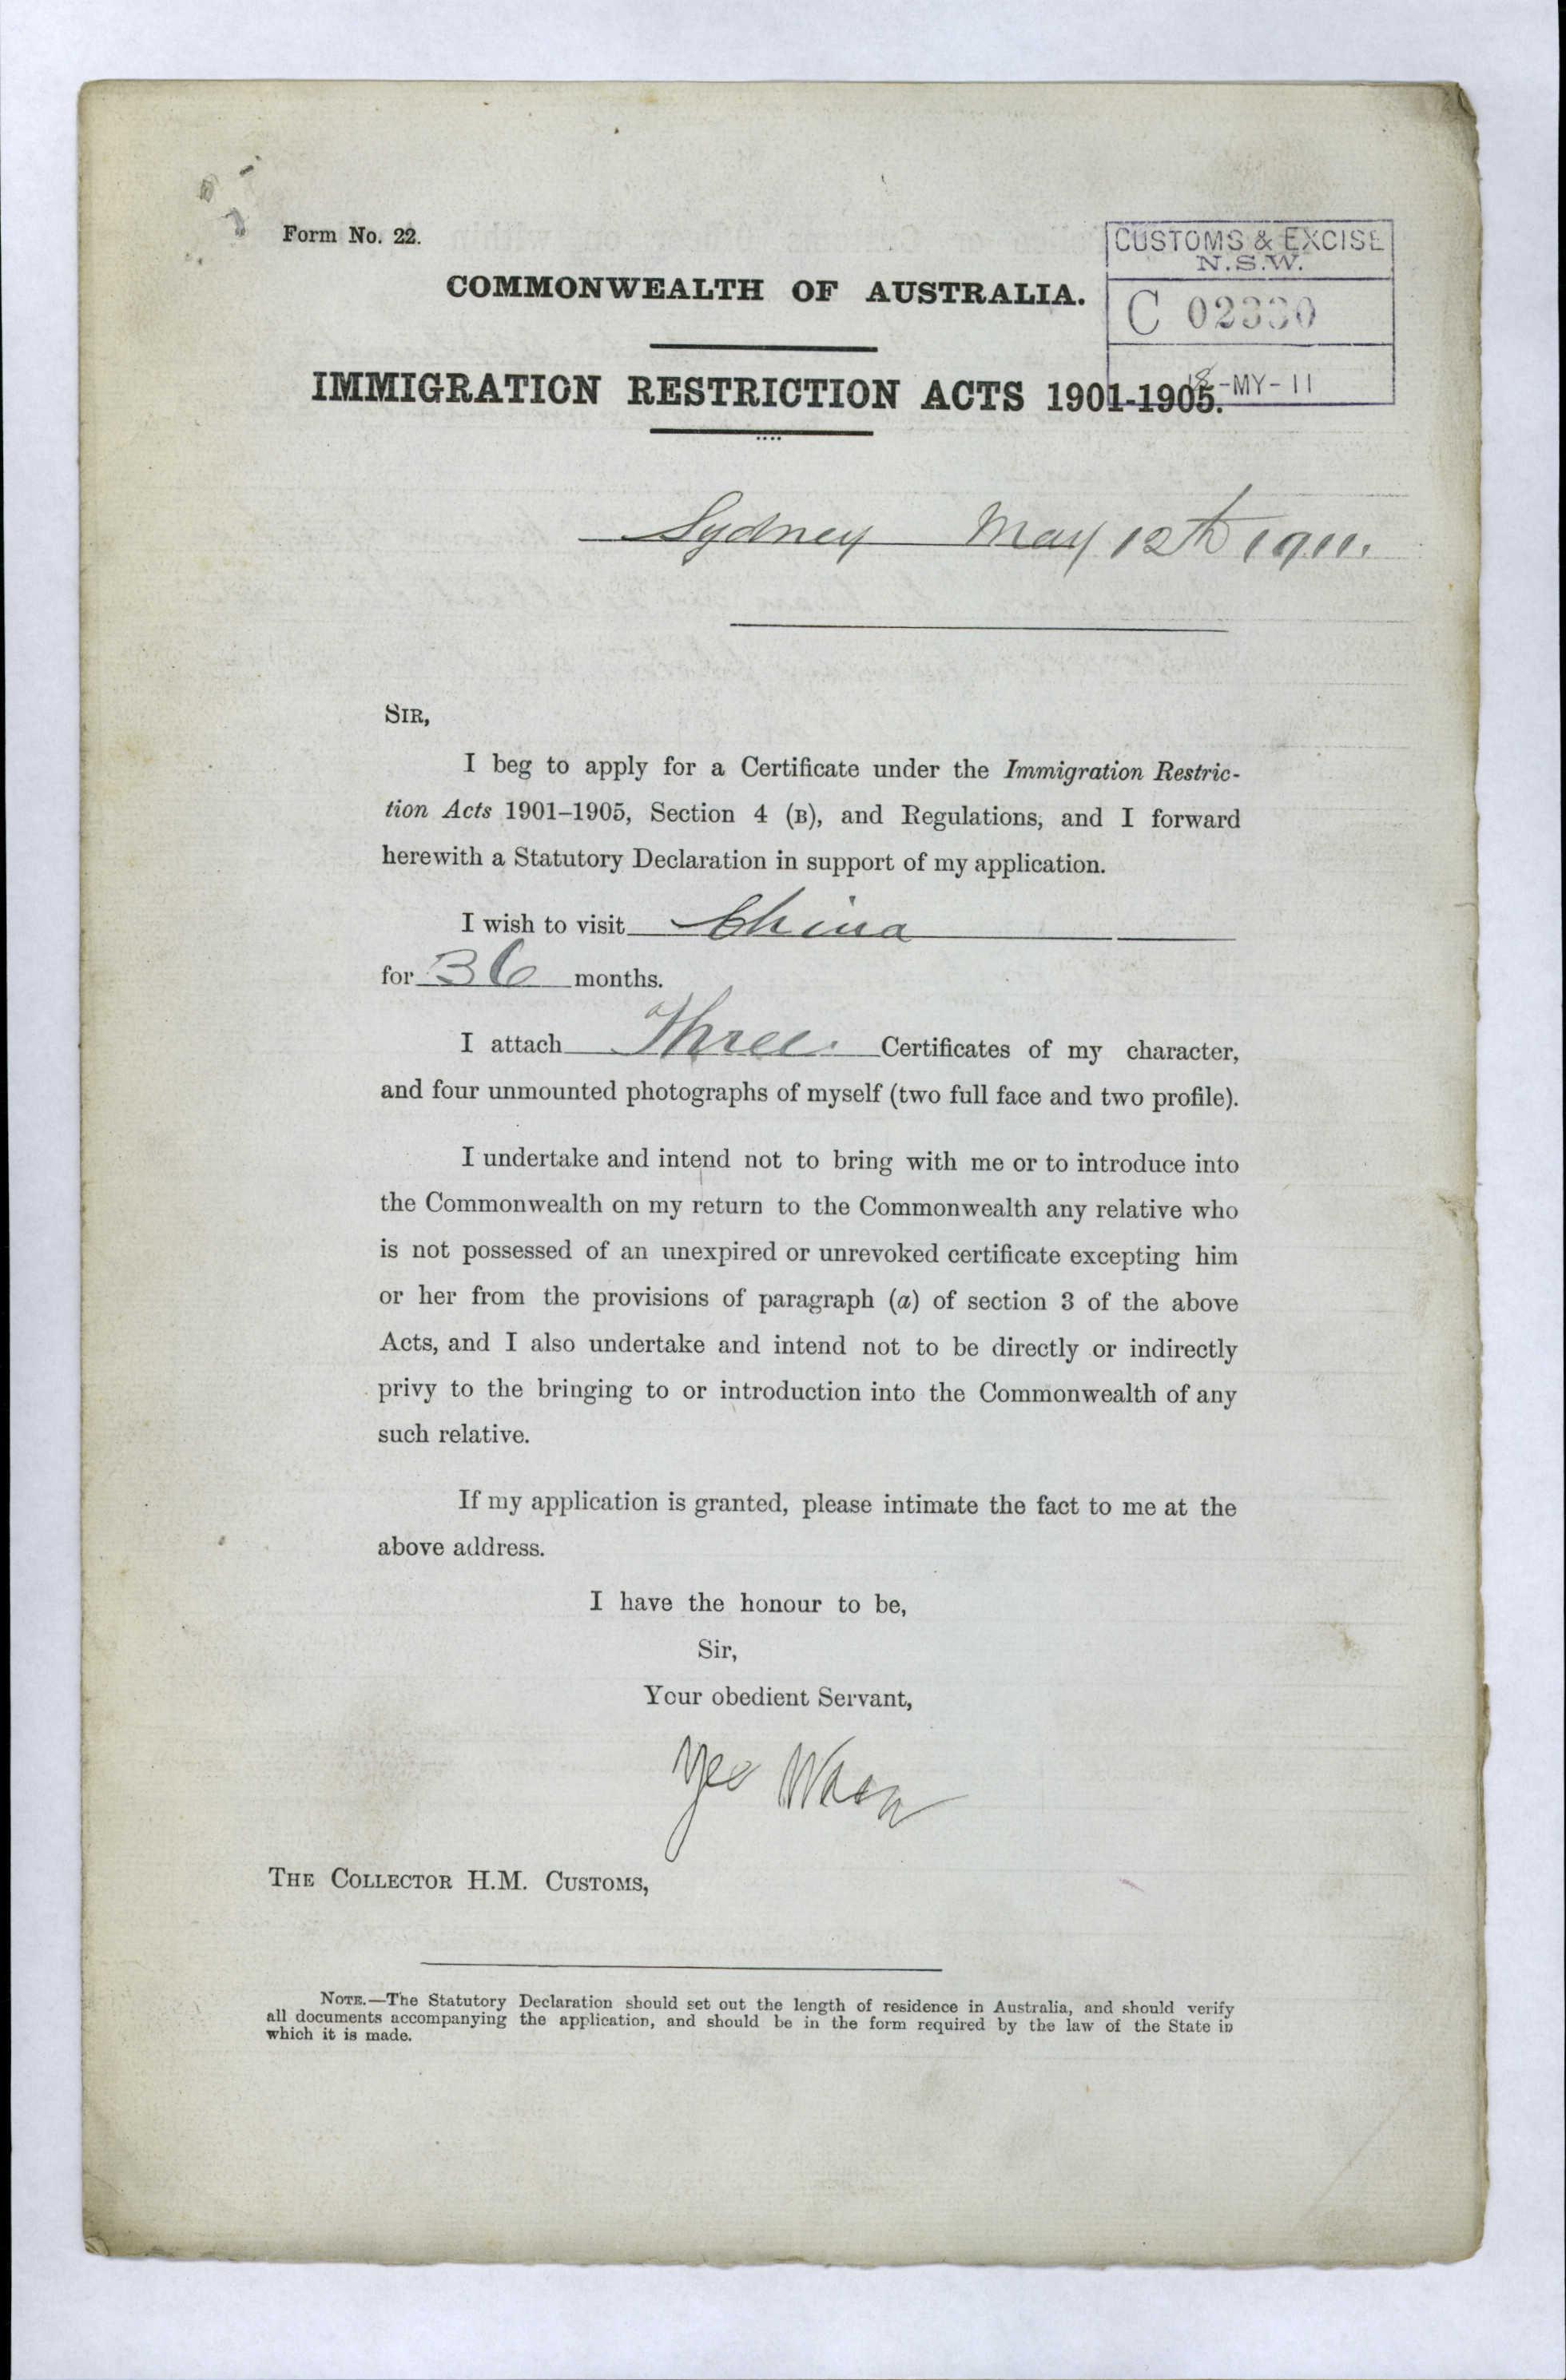 Form No. 22.
CUSTOMS & EXCISE
N.S.W.
COMMONWEALTH OF AUSTRALIA.
C 02330
IMMIGRATION RESTRICTION ACTS 1901-1905.
-MY-11
Sydney May 12th 1911.
SIR,
I beg to apply for a Certificate under the Immigration Restric-
tion Acts 1901–1905, Section 4 (B), and Regulations, and I forward
herewith a Statutory Declaration in support of my application.
I wish to visit China
for 36 months.
I attach Three. Certificates of my character,
and four unmounted photographs of myself (two full face and two profile).
I undertake and intend not to bring with me or to introduce into
the Commonwealth on my return to the Commonwealth any relative who
is not possessed of an unexpired or unrevoked certificate excepting him
or her from the provisions of paragraph (a) of section 3 of the above
Acts, and I also undertake and intend not to be directly or indirectly
privy to the bringing to or introduction into the Commonwealth of any
such relative.
If my application is granted, please intimate the fact to me at the
above address.
I have the honour to be,
Sir,
Your obedient Servant,
Yee
THE COLLECTOR H.M. CUSTOMS,
NOTE.—The Statutory Declaration should set out the length of residence in Australia, and should verify
all documents accompanying the application, and should be in the form required by the law of the State in
which it is made.